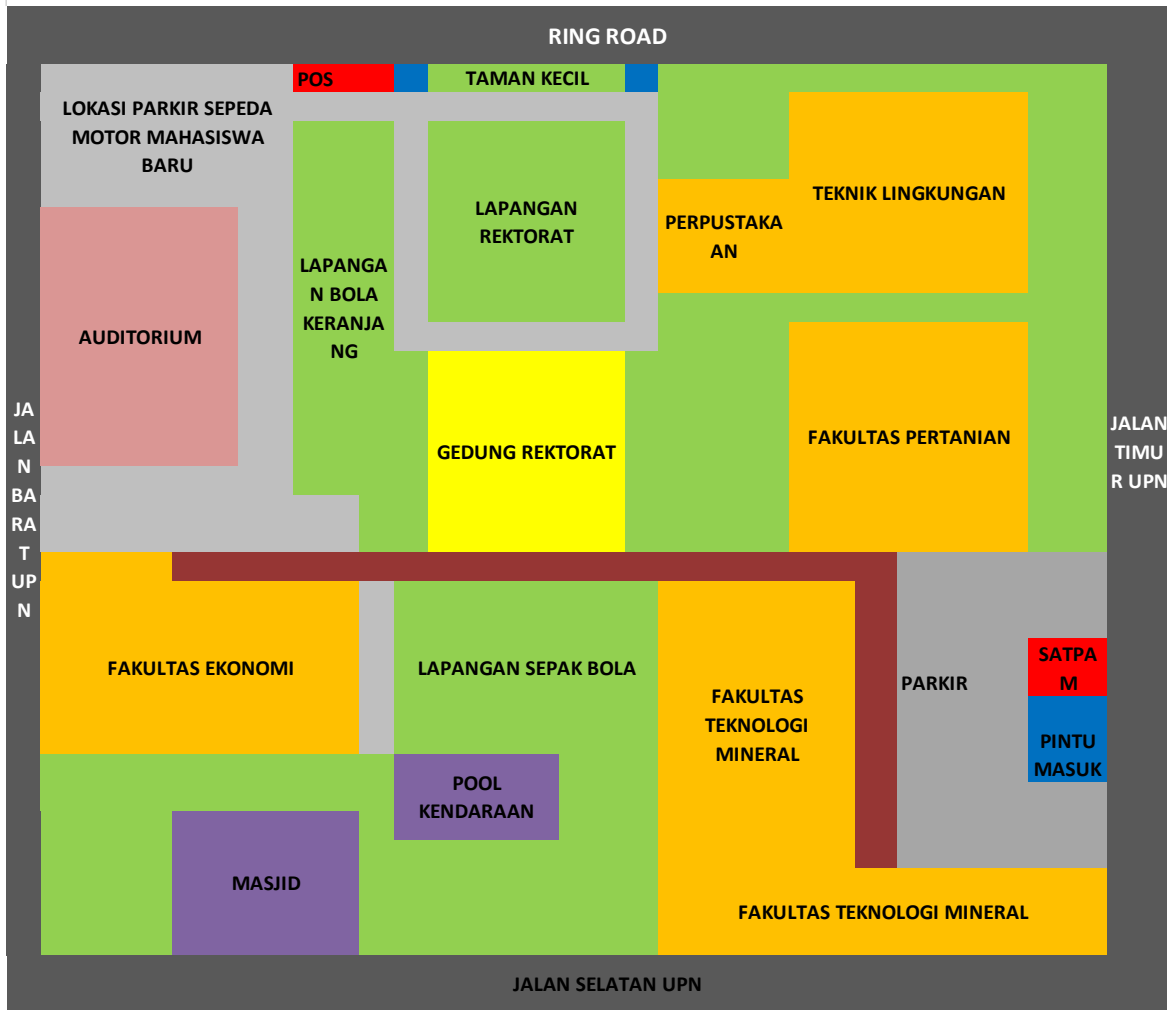 RING ROAD
POS
TAMAN KECIL
LOKASI PARKIR SEPEDA
MOTOR MAHASISWA
BARU
TEKNIK LINGKUNGAN
LAPANGAN
REKTORAT
PERPUSTAKA
AN
LAPANGA
N BOLA
KERANJA
NG
AUDITORIUM
JA
LA
N
BA
RA
T
UP
N
GEDUNG REKTORAT
FAKULTAS PERTANIAN
JALAN
TIMU
R UPN
FAKULTAS EKONOMI
LAPANGAN SEPAK BOLA
FAKULTAS
TEKNOLOGI
MINERAL
PARKIR
SATPA
M
PINTU
MASUK
POOL
KENDARAAN
MASJID
FAKULTAS TEKNOLOGI MINERAL
JALAN SELATAN UPN